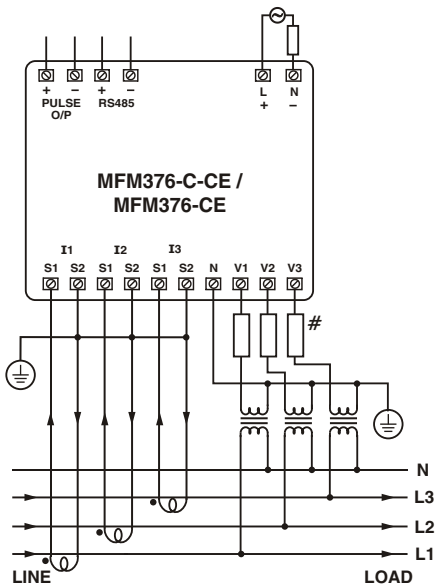 L N
+ − + − + −
PULSE O/P RS485
MFM376-C-CE /
MFM376-CE
I1 I2 I3
S1 S2 S1 S2 S1 S2 N V1 V2 V3
#
N
L3
L2
L1
LINE LOAD